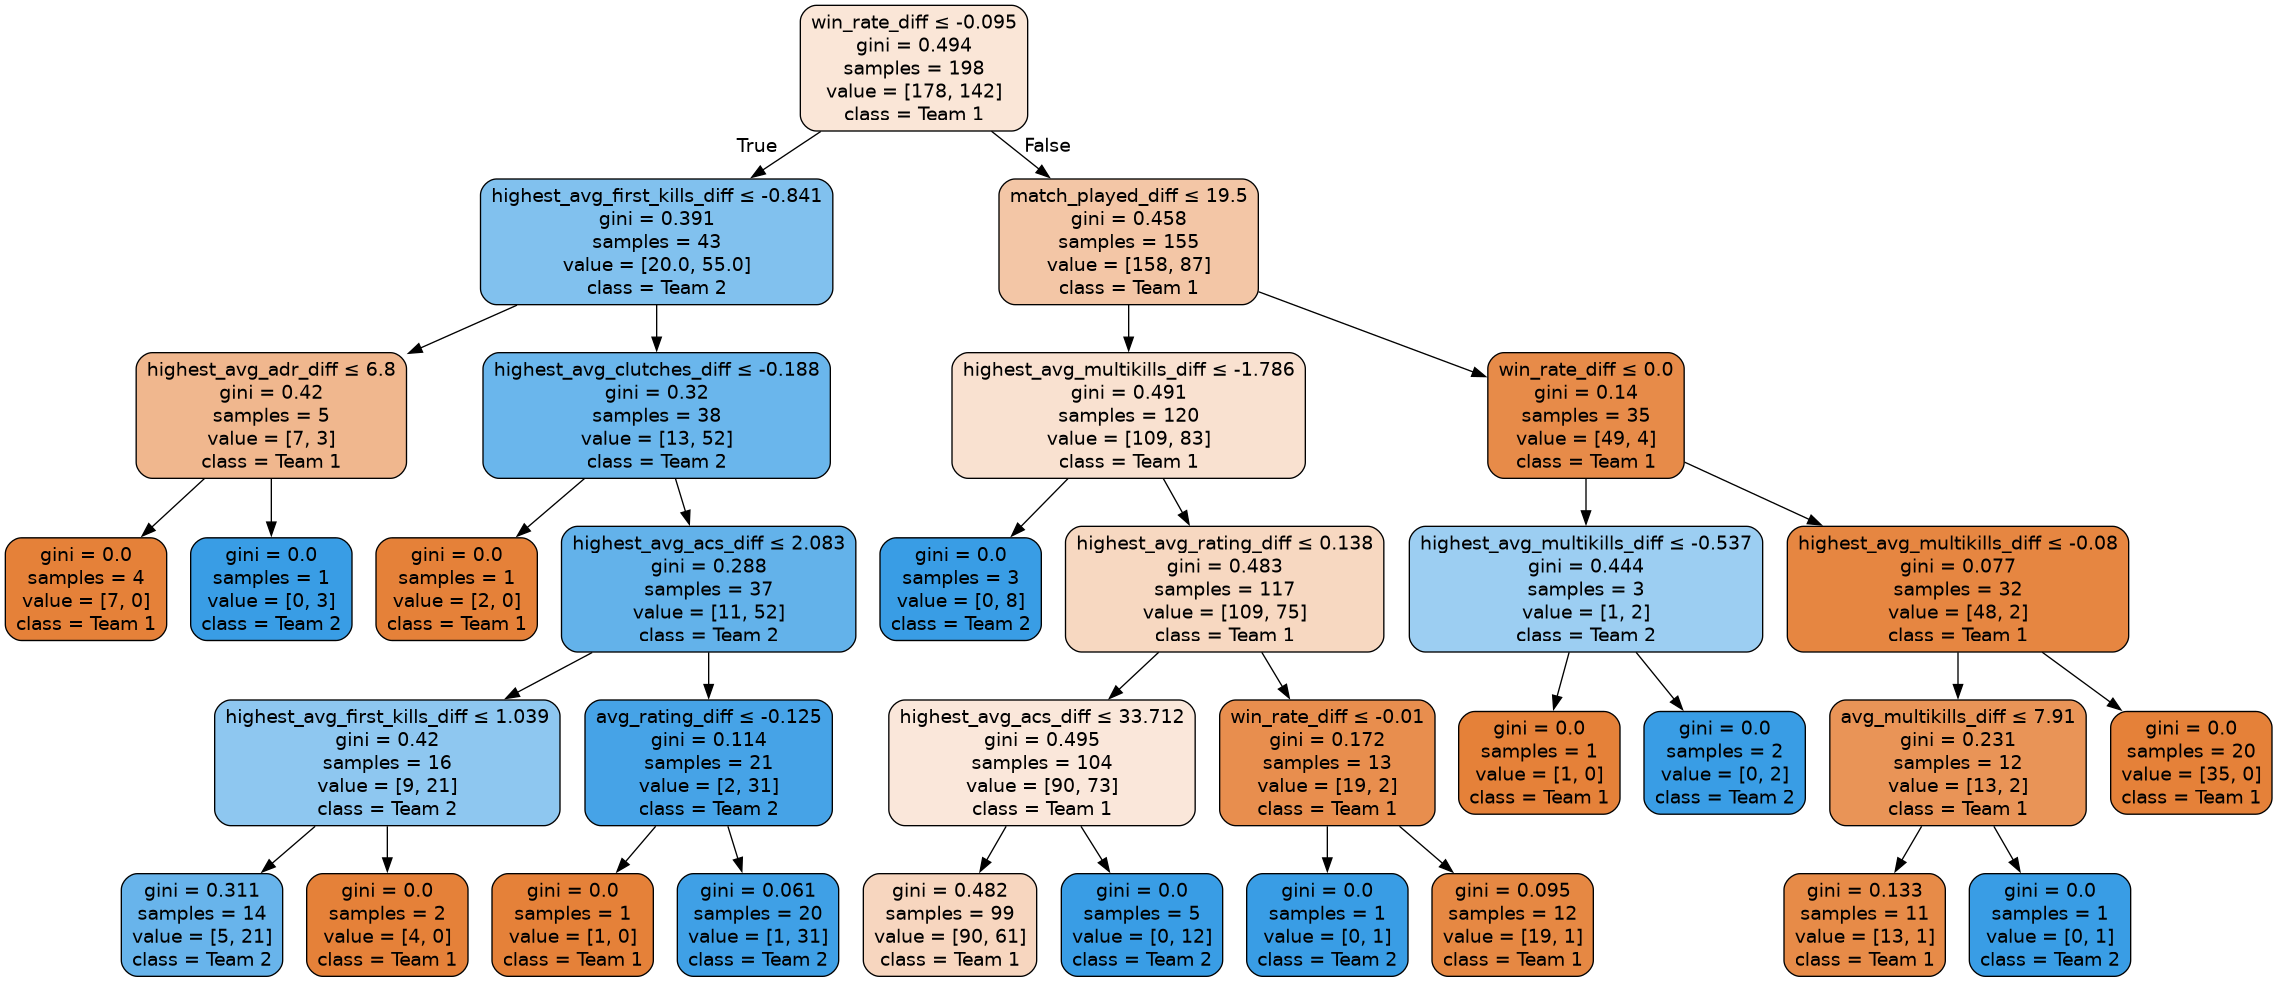 win_rate_diff ≤ -0.095
gini = 0.494
samples = 198
value = [178, 142]
class = Team 1
True
False
highest_avg_first_kills_diff ≤ -0.841
gini = 0.391
samples = 43
value = [20.0, 55.0]
class = Team 2
match_played_diff ≤ 19.5
gini = 0.458
samples = 155
value = [158, 87]
class = Team 1
highest_avg_adr_diff ≤ 6.8
gini = 0.42
samples = 5
value = [7, 3]
class = Team 1
highest_avg_clutches_diff ≤ -0.188
gini = 0.32
samples = 38
value = [13, 52]
class = Team 2
highest_avg_multikills_diff ≤ -1.786
gini = 0.491
samples = 120
value = [109, 83]
class = Team 1
win_rate_diff ≤ 0.0
gini = 0.14
samples = 35
value = [49, 4]
class = Team 1
gini = 0.0
samples = 4
value = [7, 0]
class = Team 1
gini = 0.0
samples = 1
value = [0, 3]
class = Team 2
gini = 0.0
samples = 1
value = [2, 0]
class = Team 1
highest_avg_acs_diff ≤ 2.083
gini = 0.288
samples = 37
value = [11, 52]
class = Team 2
gini = 0.0
samples = 3
value = [0, 8]
class = Team 2
highest_avg_rating_diff ≤ 0.138
gini = 0.483
samples = 117
value = [109, 75]
class = Team 1
highest_avg_multikills_diff ≤ -0.537
gini = 0.444
samples = 3
value = [1, 2]
class = Team 2
highest_avg_multikills_diff ≤ -0.08
gini = 0.077
samples = 32
value = [48, 2]
class = Team 1
highest_avg_first_kills_diff ≤ 1.039
gini = 0.42
samples = 16
value = [9, 21]
class = Team 2
avg_rating_diff ≤ -0.125
gini = 0.114
samples = 21
value = [2, 31]
class = Team 2
highest_avg_acs_diff ≤ 33.712
gini = 0.495
samples = 104
value = [90, 73]
class = Team 1
win_rate_diff ≤ -0.01
gini = 0.172
samples = 13
value = [19, 2]
class = Team 1
gini = 0.0
samples = 1
value = [1, 0]
class = Team 1
gini = 0.0
samples = 2
value = [0, 2]
class = Team 2
avg_multikills_diff ≤ 7.91
gini = 0.231
samples = 12
value = [13, 2]
class = Team 1
gini = 0.0
samples = 20
value = [35, 0]
class = Team 1
gini = 0.311
samples = 14
value = [5, 21]
class = Team 2
gini = 0.0
samples = 2
value = [4, 0]
class = Team 1
gini = 0.0
samples = 1
value = [1, 0]
class = Team 1
gini = 0.061
samples = 20
value = [1, 31]
class = Team 2
gini = 0.482
samples = 99
value = [90, 61]
class = Team 1
gini = 0.0
samples = 5
value = [0, 12]
class = Team 2
gini = 0.0
samples = 1
value = [0, 1]
class = Team 2
gini = 0.095
samples = 12
value = [19, 1]
class = Team 1
gini = 0.133
samples = 11
value = [13, 1]
class = Team 1
gini = 0.0
samples = 1
value = [0, 1]
class = Team 2